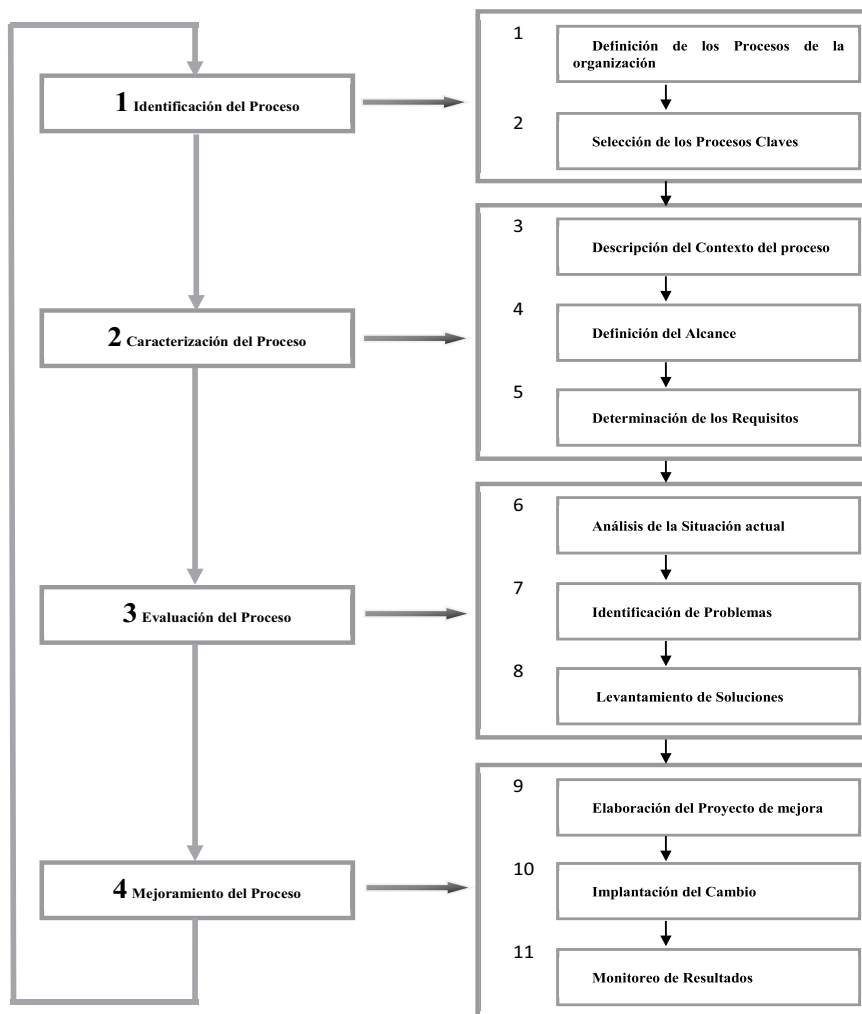 1 Identificación del Proceso
1
Definición de los Procesos de la
organización
2
Selección de los Procesos Claves
2 Caracterización del Proceso
3
Descripción del Contexto del proceso
4
Definición del Alcance
5
Determinación de los Requisitos
3 Evaluación del Proceso
6
Análisis de la Situación actual
7
Identificación de Problemas
8
Levantamiento de Soluciones
4 Mejoramiento del Proceso
9
Elaboración del Proyecto de mejora
10
Implantación del Cambio
11
Monitoreo de Resultados